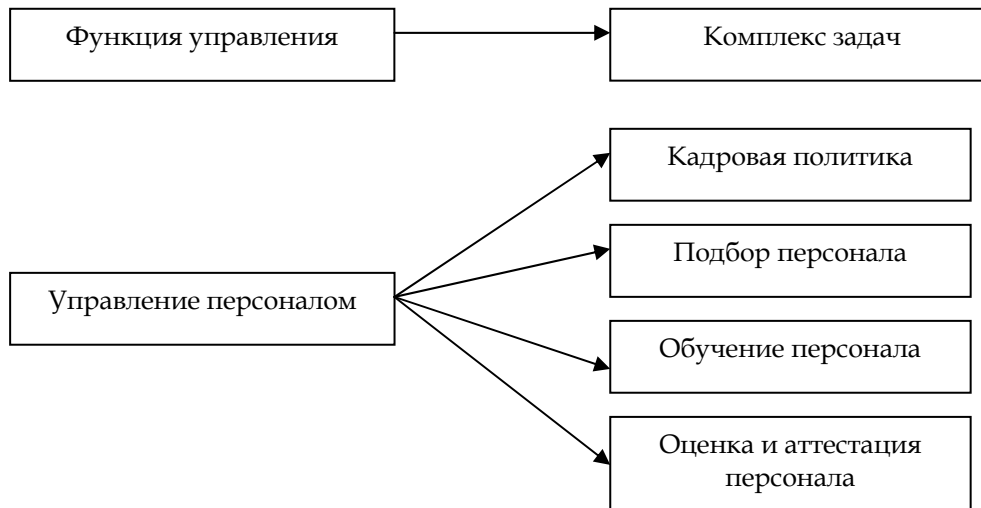 Функция управления
Комплекс задач
Кадровая политика
Подбор персонала
Управление персоналом
Обучение персонала
Оценка и аттестация
персонала